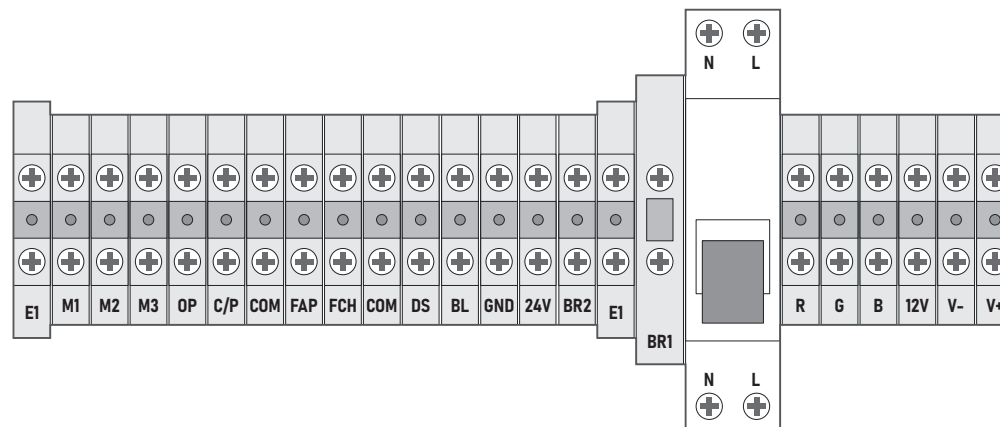 N L
E1 M1 M2 M3 OP C/P COM FAP FCH COM DS BL GND 24V BR2 E1 BR1 R G B 12V V- V+
N L